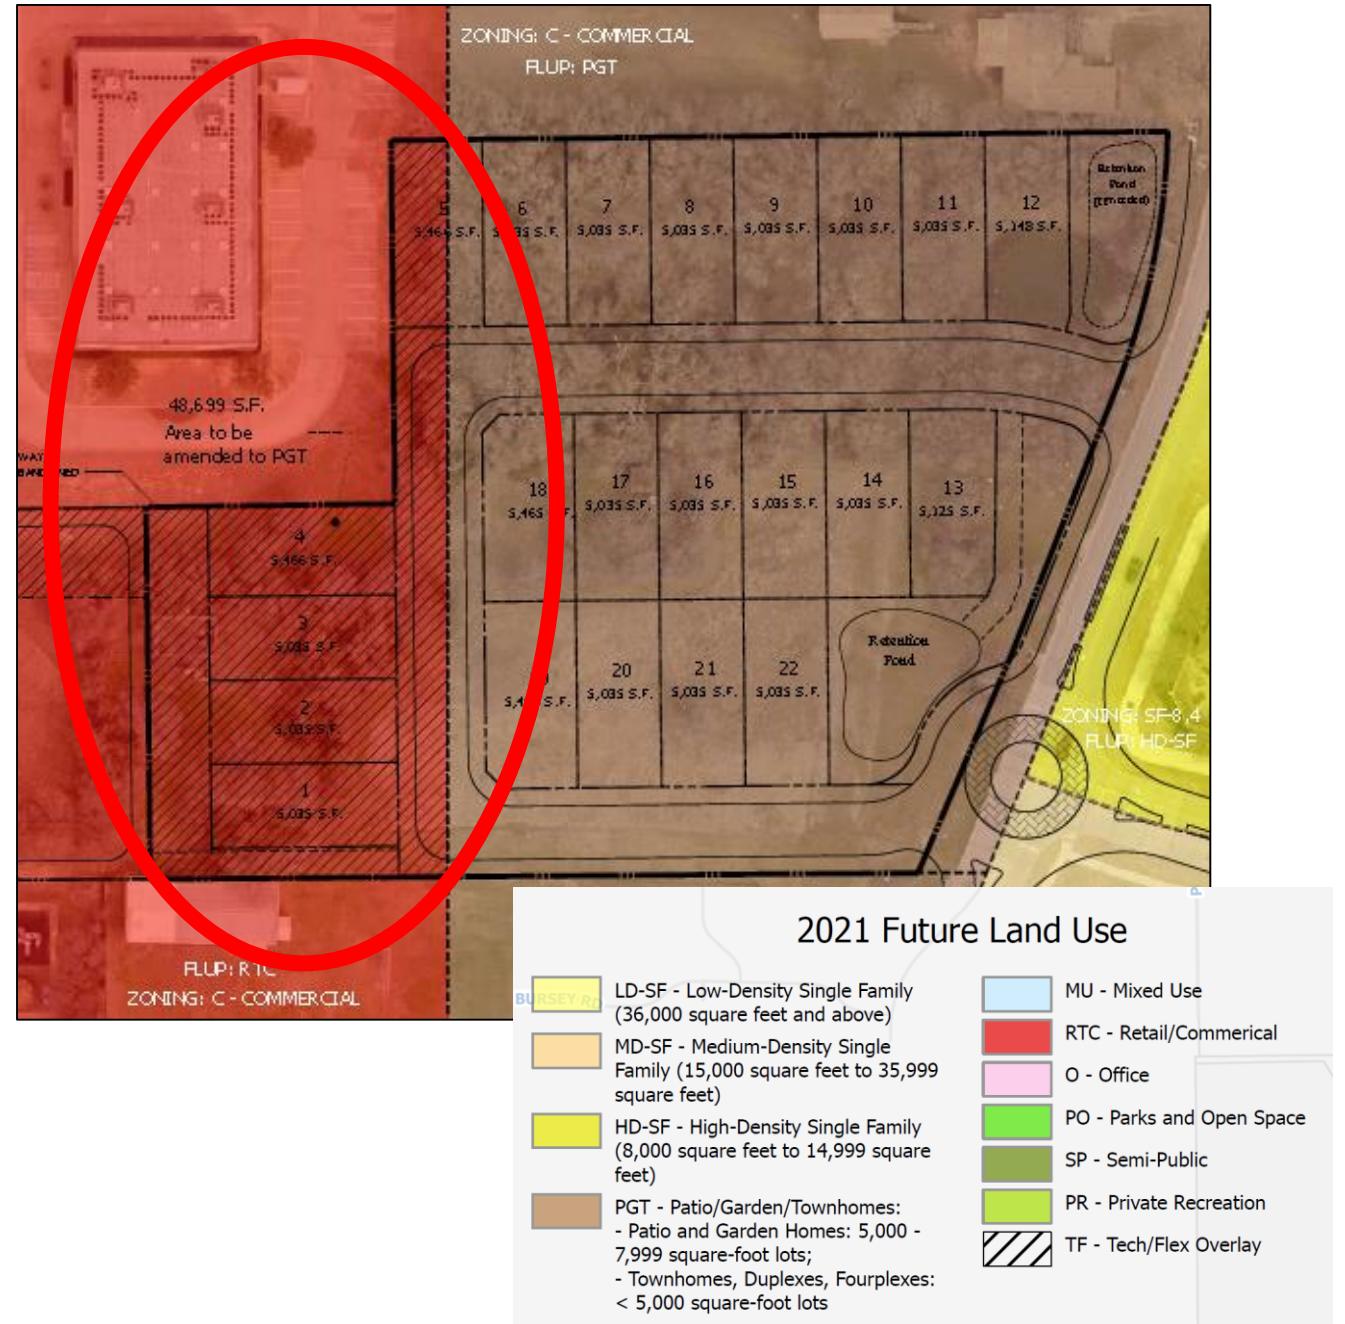 ZONING: C - COMMERCIAL
FLUP: PGT
Retention
Pond
5
6
7
8
9
10
11
12
S.F.
5,035 S.F.
5,035 S.F.
5,035 S.F.
5,035 S.F.
5,035 S.F.
5,148 S.F.
48,699 S.F.
Area to be
amended to PGT
18
17
16
15
14
13
5,465
5,035 S.F.
5,035 S.F.
5,035 S.F.
5,035 S.F.
5,125 S.F.
4
5,466 S.F.
3
5,035 S.F.
2
5,035 S.F.
1
5,035 S.F.
20
21
22
S.F.
5,035 S.F.
5,035 S.F.
5,035 S.F.
Retention
Pond
ZONING: SF-8.4
FLUP: HD-SF
FLUP: RTC
ZONING: C - COMMERCIAL
2021 Future Land Use
BURSEY RD
LD-SF - Low-Density Single Family
(36,000 square feet and above)
MD-SF - Medium-Density Single
Family (15,000 square feet to 35,999
square feet)
HD-SF - High-Density Single Family
(8,000 square feet to 14,999 square
feet)
PGT - Patio/Garden/Townhomes:
- Patio and Garden Homes: 5,000 -
7,999 square-foot lots;
- Townhomes, Duplexes, Fourplexes:
< 5,000 square-foot lots
MU - Mixed Use
RTC - Retail/Commerical
O - Office
PO - Parks and Open Space
SP - Semi-Public
PR - Private Recreation
TF - Tech/Flex Overlay